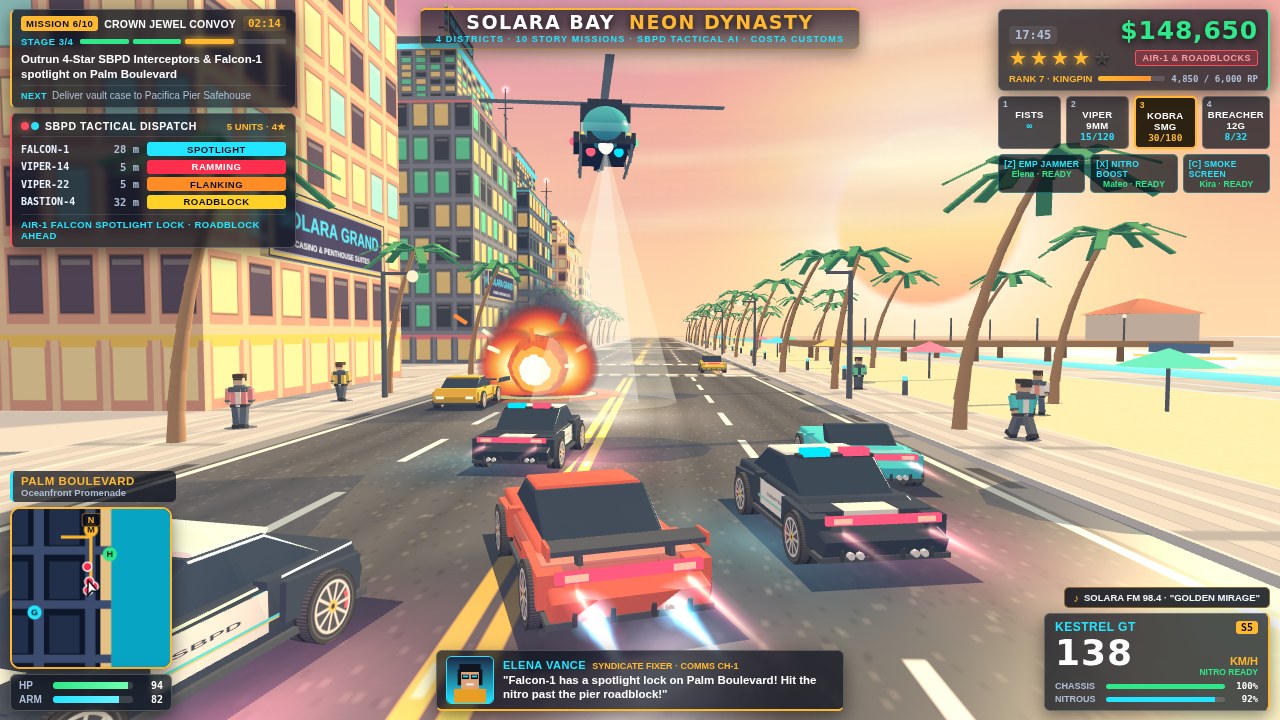 MISSION 6/10 CROWN JEWEL CONVOY 02:14
STAGE 3/4
Outrun 4-Star SBPD Interceptors & Falcon-1
spotlight on Palm Boulevard
NEXT Deliver vault case to Pacifica Pier Safehouse
SBPD TACTICAL DISPATCH 5 UNITS · 4★
FALCON-1 28 m SPOTLIGHT
VIPER-14 5 m RAMMING
VIPER-22 5 m FLANKING
BASTION-4 32 m ROADBLOCK
AIR-1 FALCON SPOTLIGHT LOCK · ROADBLOCK
AHEAD
SOLARA BAY NEON DYNASTY
4 DISTRICTS · 10 STORY MISSIONS · SBPD TACTICAL AI · COSTA CUSTOMS
17:45 $148,650
★★★★★ AIR-1 & ROADBLOCKS
RANK 7 · KINGPIN 4,850 / 6,000 RP
1 FISTS ∞
2 VIPER 9MM 15/120
3 KOBRA SMG 30/180
4 BREACHER 12G 8/32
[Z] EMP JAMMER Elena · READY
[X] NITRO BOOST Mateo · READY
[C] SMOKE SCREEN Kira · READY
OLARA GRAND
CASINO & PENTHOUSE SUITES
SOLARA GRAND
PALM BOULEVARD
Oceanfront Promenade
N
M
H
G
SBPD
HP 94
ARM 82
ELENA VANCE SYNDICATE FIXER · COMMS CH-1
"Falcon-1 has a spotlight lock on Palm Boulevard! Hit the
nitro past the pier roadblock!"
♪ SOLARA FM 98.4 · "GOLDEN MIRAGE"
KESTREL GT S5
138 KM/H
NITRO READY
CHASSIS 100%
NITROUS 92%